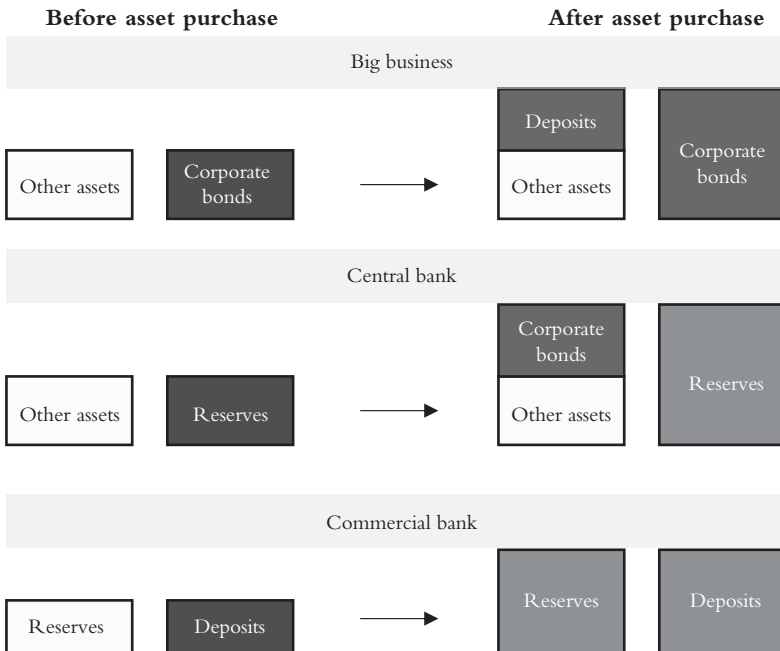 Before asset purchase
After asset purchase
Big business
Deposits
Other assets
Corporate
bonds
Other assets
Corporate
bonds
Central bank
Corporate
bonds
Other assets
Reserves
Other assets
Reserves
Commercial bank
Reserves
Deposits
Reserves
Deposits